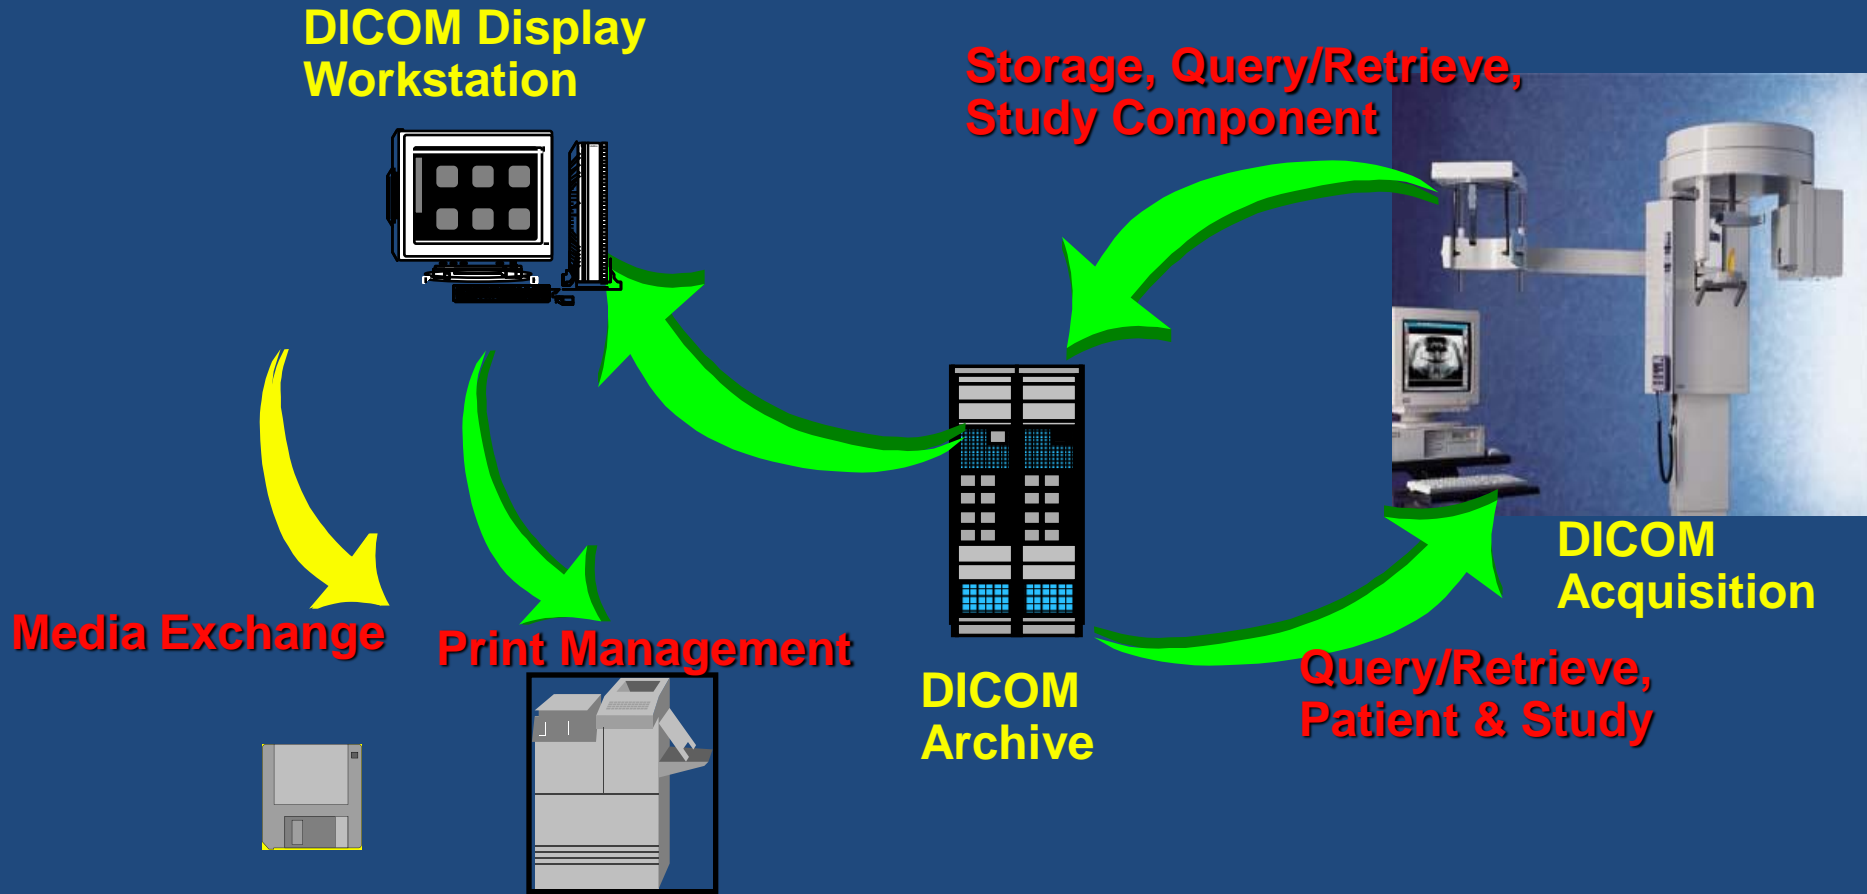 DICOM Display
Workstation
Storage, Query/Retrieve,
Study Component
DICOM
Acquisition
Media Exchange
Print Management
Query/Retrieve,
Patient & Study
DICOM
Archive